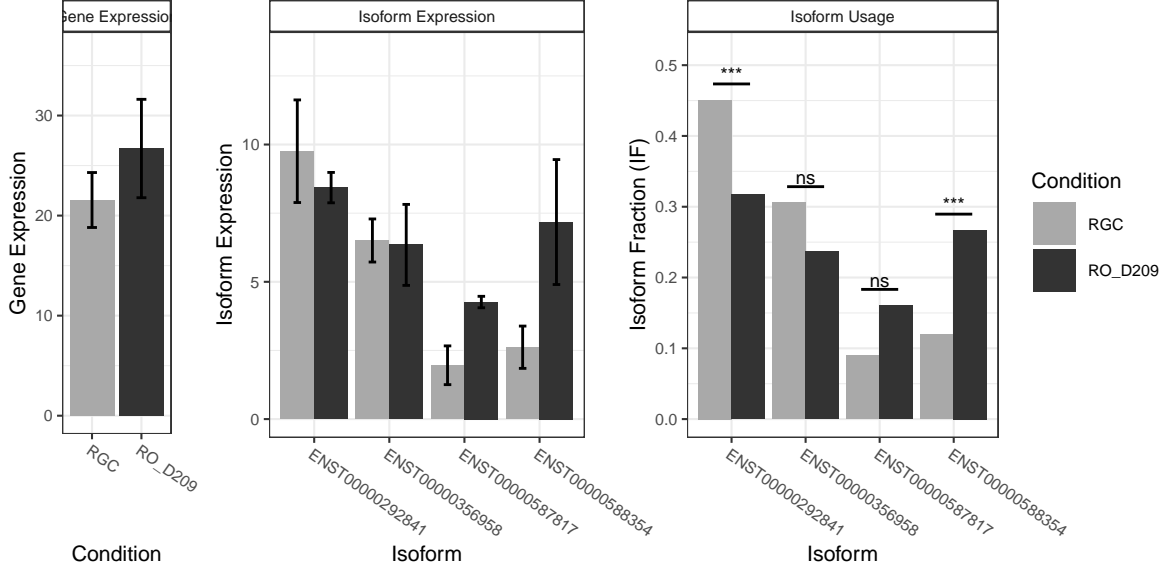 Gene Expression
Isoform Expression
Isoform Usage
Gene Expression
0
10
20
30
RGC
RO_D209
Condition
Isoform Expression
0
5
10
ENST00000292841
ENST00000356958
ENST00000587817
ENST00000588354
Isoform
Isoform Fraction (IF)
0.0
0.1
0.2
0.3
0.4
0.5
***
ns
ns
***
ENST00000292841
ENST00000356958
ENST00000587817
ENST00000588354
Isoform
Condition
RGC
RO_D209